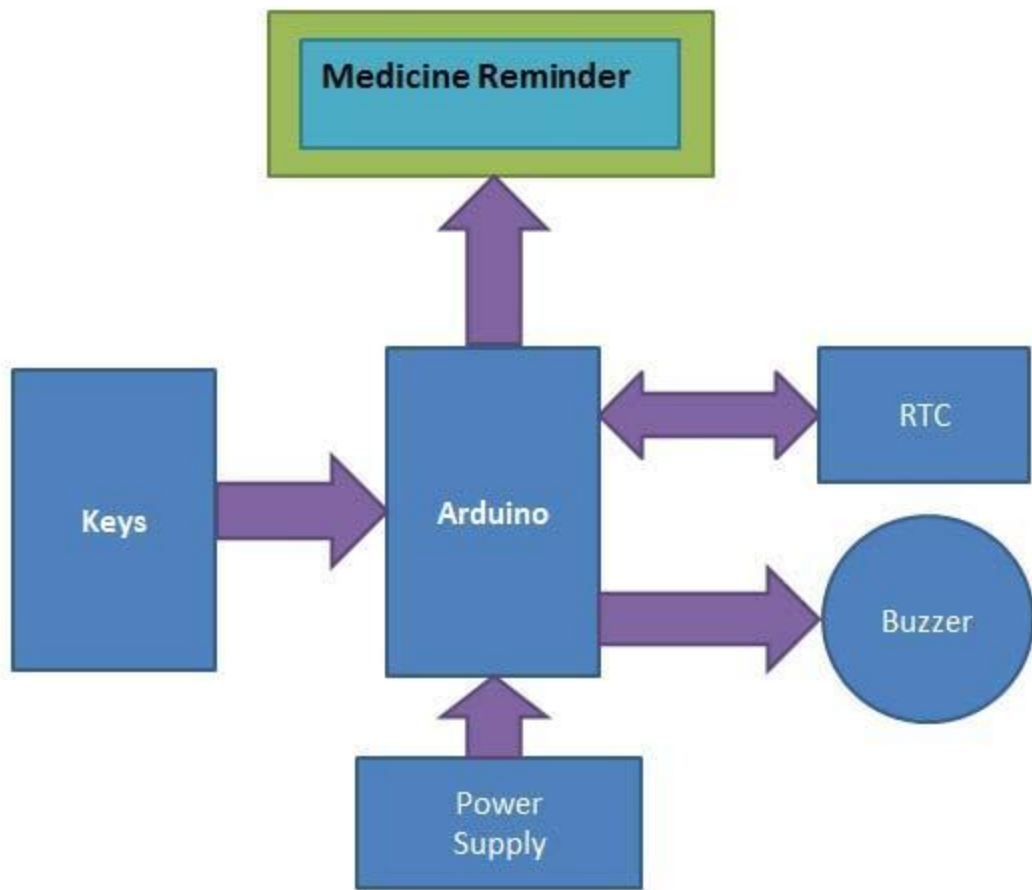 Medicine Reminder
Keys
Arduino
RTC
Buzzer
Power
Supply